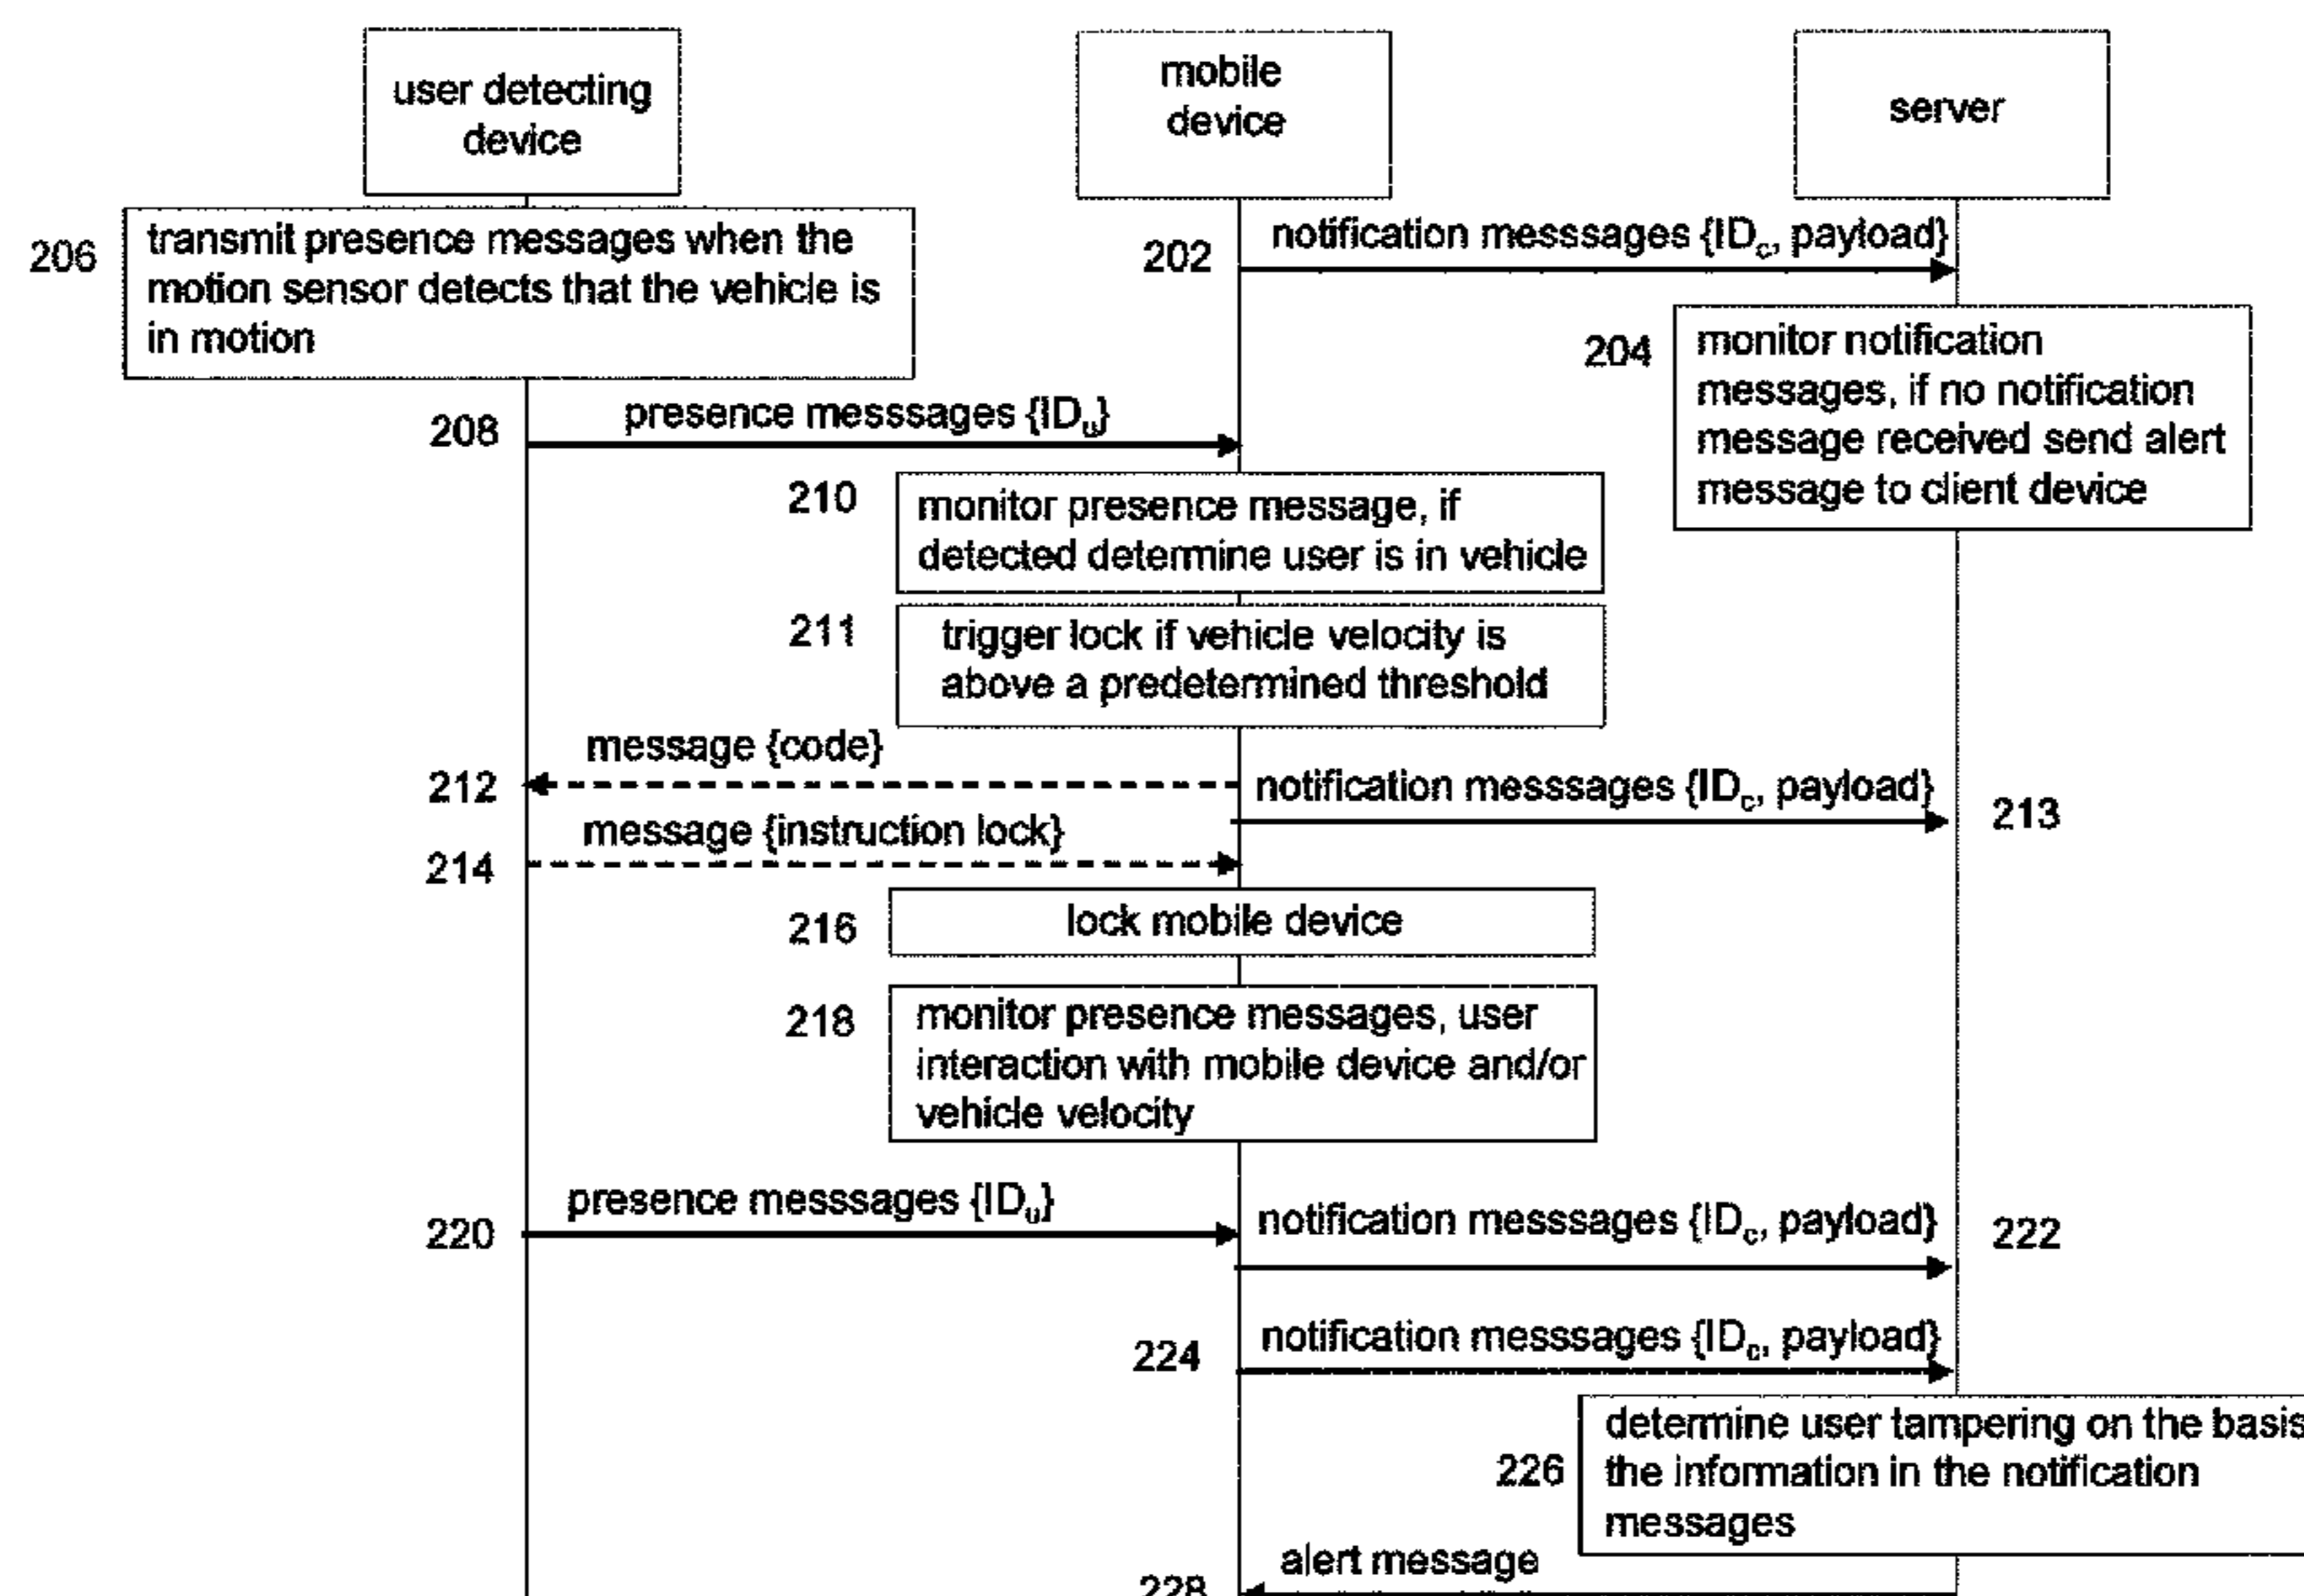 user detecting
device
mobile
device
server
206
transmit presence messages when the
motion sensor detects that the vehicle is
in motion
202
notification messsages {IDc, payload}
204
monitor notification
messages, if no notification
message received send alert
message to client device
208
presence messsages {IDu}
210
monitor presence message, if
detected determine user is in vehicle
211
trigger lock if vehicle velocity is
above a predetermined threshold
message {code}
212
notification messsages {IDc, payload}
213
message {instruction lock}
214
216
lock mobile device
218
monitor presence messages, user
interaction with mobile device and/or
vehicle velocity
presence messsages {IDu}
220
notification messsages {IDc, payload}
222
notification messsages {IDc, payload}
224
226
determine user tampering on the basis
the information in the notification
messages
alert message
228